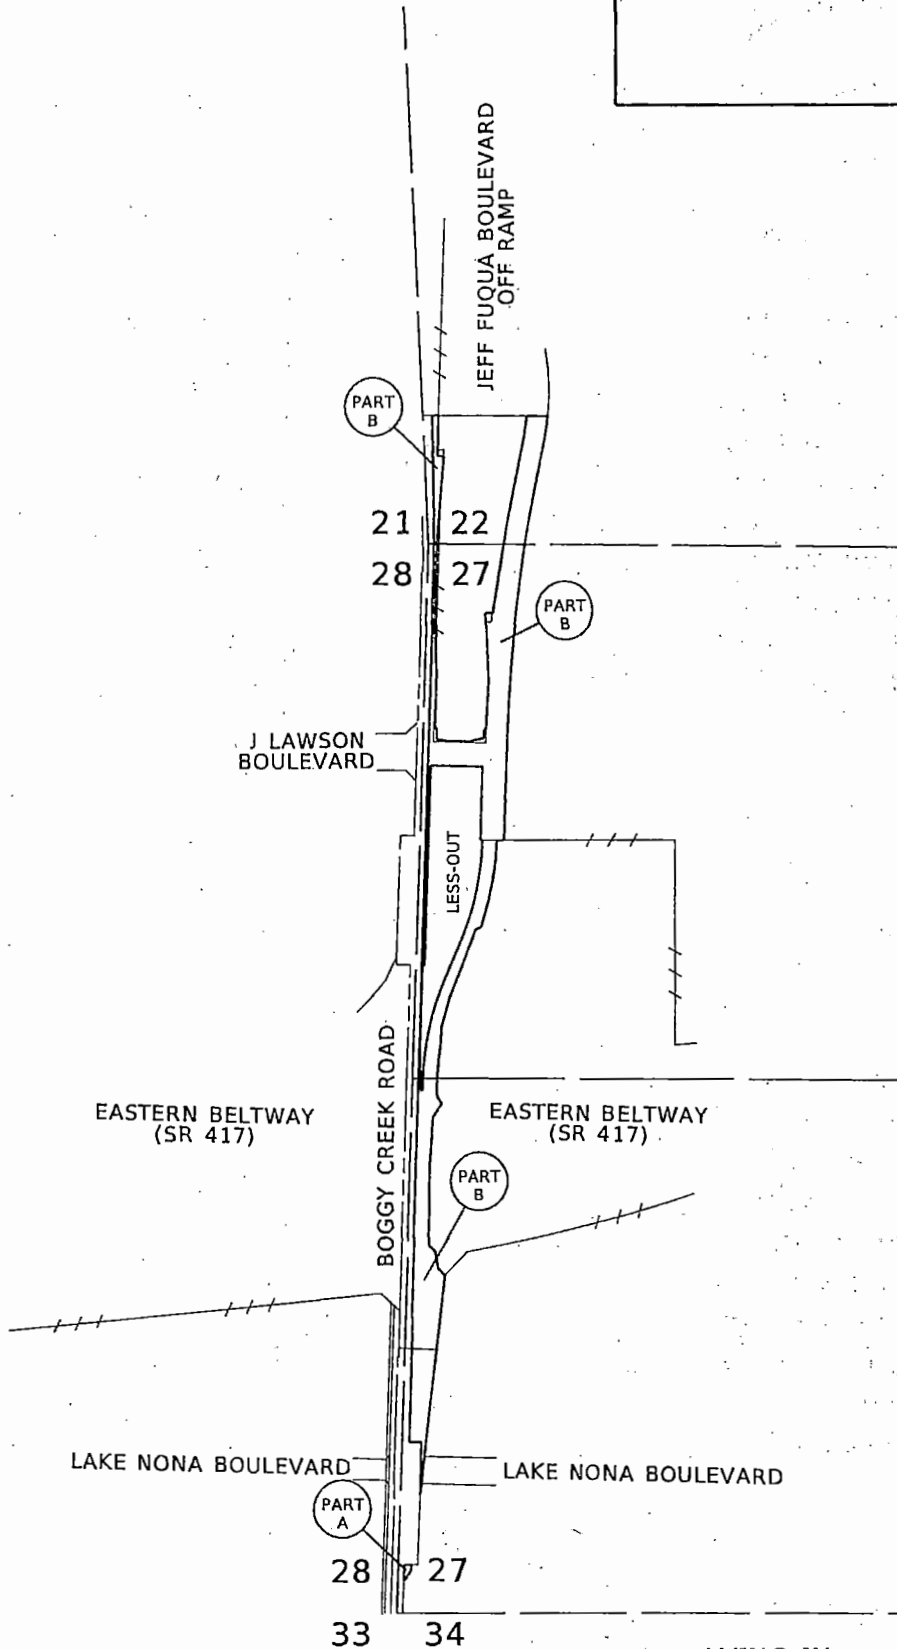 JEFF FUQUA BOULEVARD
OFF RAMP
PART
B
21 22
28 27
PART
B
J LAWSON
BOULEVARD
LESS-OUT
BOGGY CREEK ROAD
EASTERN BELTWAY
(SR 417)
EASTERN BELTWAY
(SR 417)
PART
B
LAKE NONA BOULEVARD
LAKE NONA BOULEVARD
PART
A
28 27
33 34